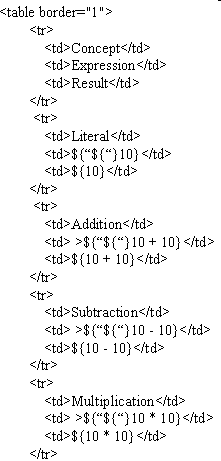 <table border="1">
<tr>
<td>Concept</td>
<td>Expression</td>
<td>Result</td>
</tr>
<tr>
<td>Literal</td>
<td>${“${“}10}</td>
<td>${10}</td>
</tr>
<tr>
<td>Addition</td>
<td> >${“${“}10 + 10}</td>
<td>${10 + 10}</td>
</tr>
<tr>
<td>Subtraction</td>
<td> >${“${“}10 - 10}</td>
<td>${10 - 10}</td>
</tr>
<tr>
<td>Multiplication</td>
<td> >${“${“}10 * 10}</td>
<td>${10 * 10}</td>
</tr>